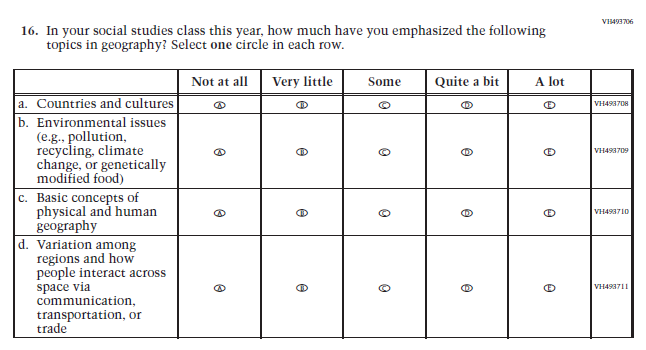 VH493706
16. In your social studies class this year, how much have you emphasized the following
topics in geography? Select one circle in each row.
Not at all Very little Some Quite a bit A lot
a. Countries and cultures A B C D E VH493708
b. Environmental issues
(e.g., pollution,
recycling, climate
change, or genetically
modified food)
A B C D E VH493709
c. Basic concepts of
physical and human
geography
A B C D E VH493710
d. Variation among
regions and how
people interact across
space via
communication,
transportation, or
trade
A B C D E VH493711